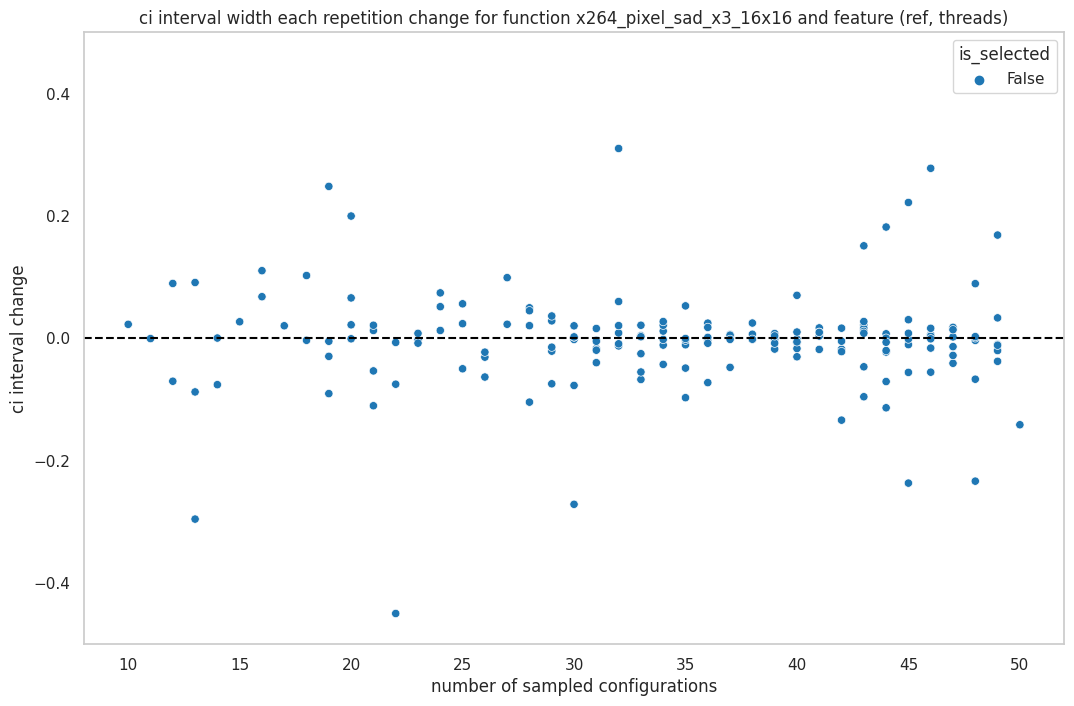 ci interval width each repetition change for function x264_pixel_sad_x3_16x16 and feature (ref, threads)
is_selected
False
ci interval change
0.4
0.2
0.0
−0.2
−0.4
10 15 20 25 30 35 40 45 50
number of sampled configurations